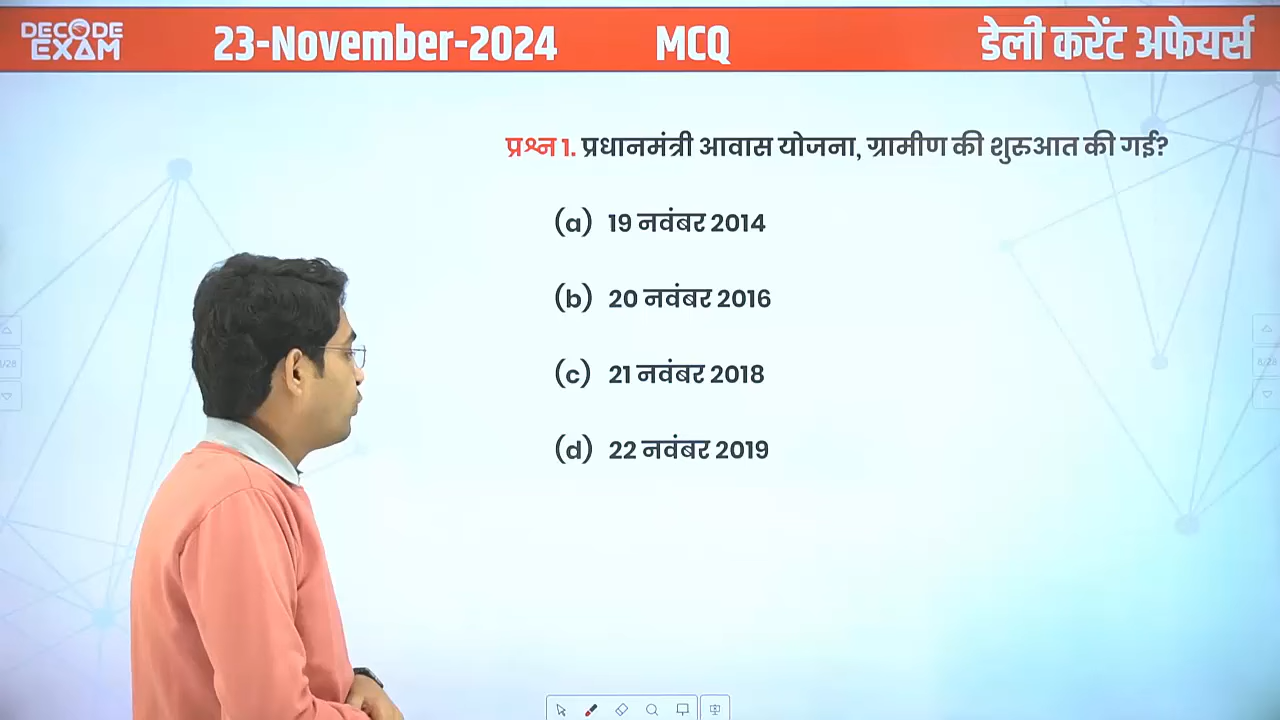 DECODE EXAM
23-November-2024 MCQ डेली करेंट अफेयर्स
प्रश्न 1. प्रधानमंत्री आवास योजना, ग्रामीण की शुरुआत की गई?
(a) 19 नवंबर 2014
(b) 20 नवंबर 2016
(c) 21 नवंबर 2018
(d) 22 नवंबर 2019